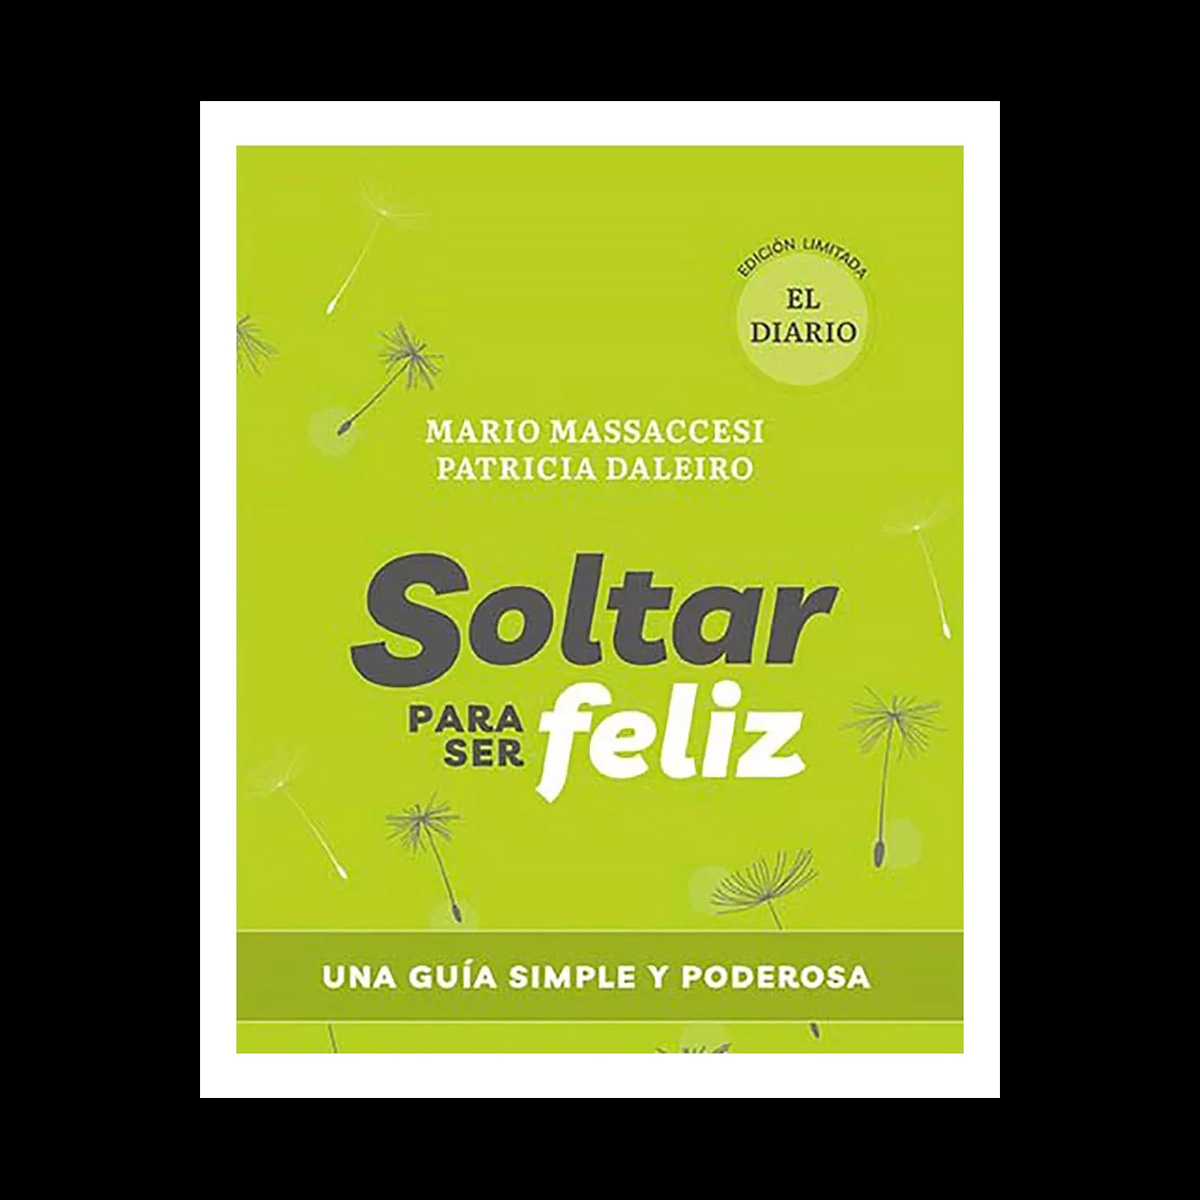 EDICIÓN LIMITADA
EL
DIARIO
MARIO MASSACCESI
PATRICIA DALEIRO
Soltar
PARA
SER
feliz
UNA GUÍA SIMPLE Y PODEROSA